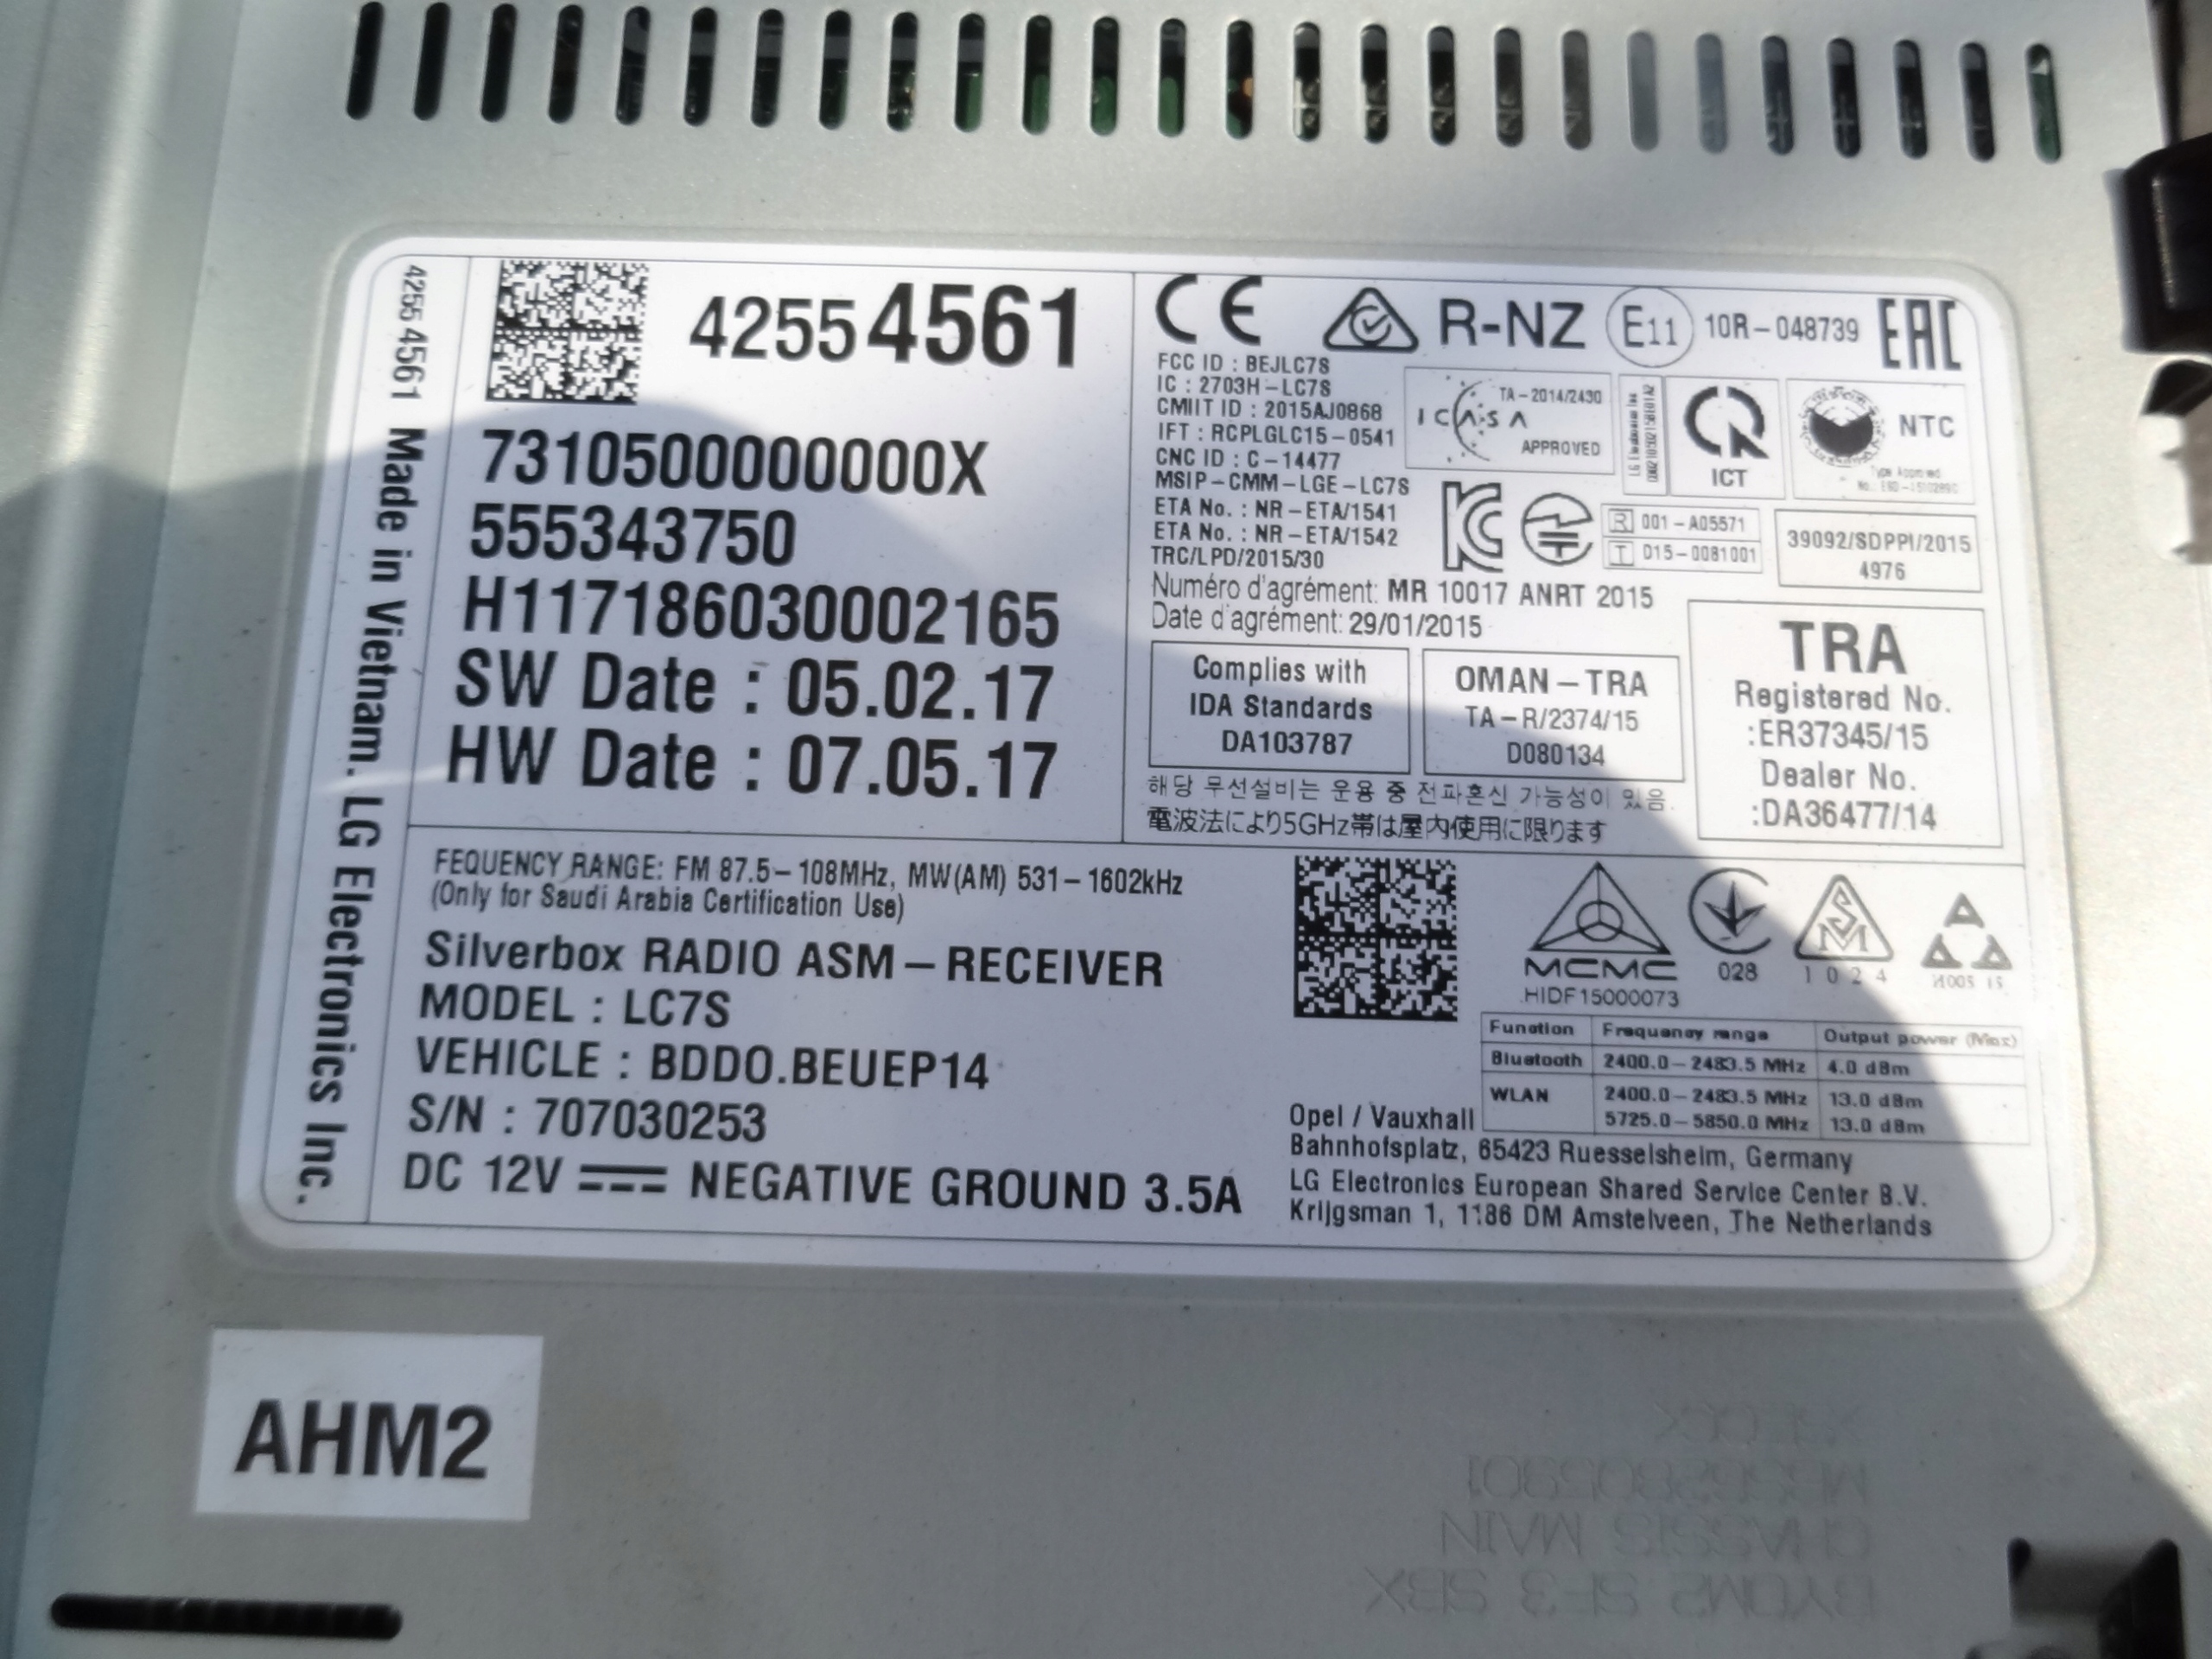 4255 4561 Made in Vietnam. LG Electronics Inc.
4255 4561
7310500000000X
555343750
H117186030002165
SW Date : 05.02.17
HW Date : 07.05.17
CE R-NZ E11 10R-048739 EAC
FCC ID : BEJLC7S
IC : 2703H-LC7S
CMIIT ID : 2015AJ0868
IFT : RCPLGLC15-0541
CNC ID : C-14477
MSIP-CMM-LGE-LC7S
ETA No. : NR-ETA/1541
ETA No. : NR-ETA/1542
TRC/LPD/2015/30
TA-2014/2430
ICASA
APPROVED
ICT
NTC
Type Approved
R 001-A05571
T D15-0081001
39092/SDPPI/2015
4976
Numéro d'agrément: MR 10017 ANRT 2015
Date d'agrément: 29/01/2015
Complies with
IDA Standards
DA103787
OMAN-TRA
TA-R/2374/15
D080134
TRA
Registered No.
:ER37345/15
Dealer No.
:DA36477/14
해당 무선설비는 운용 중 전파혼신 가능성이 있음.
電波法により5GHz帯は屋内使用に限ります
FEQUENCY RANGE: FM 87.5-108MHz, MW(AM) 531-1602kHz
(Only for Saudi Arabia Certification Use)
Silverbox RADIO ASM-RECEIVER
MODEL : LC7S
VEHICLE : BDDO.BEUEP14
S/N : 707030253
DC 12V NEGATIVE GROUND 3.5A
MCMC
HIDF15000073
028
SM
1024
Function Frequency range Output power (Max)
Bluetooth 2400.0-2483.5 MHz 4.0 dBm
WLAN 2400.0-2483.5 MHz 13.0 dBm
5725.0-5850.0 MHz 13.0 dBm
Opel / Vauxhall
Bahnhofsplatz, 65423 Ruesselsheim, Germany
LG Electronics European Shared Service Center B.V.
Krijgsman 1, 1186 DM Amstelveen, The Netherlands
AHM2
CHASSIS MAIN
BYOM2 SF3 SBX